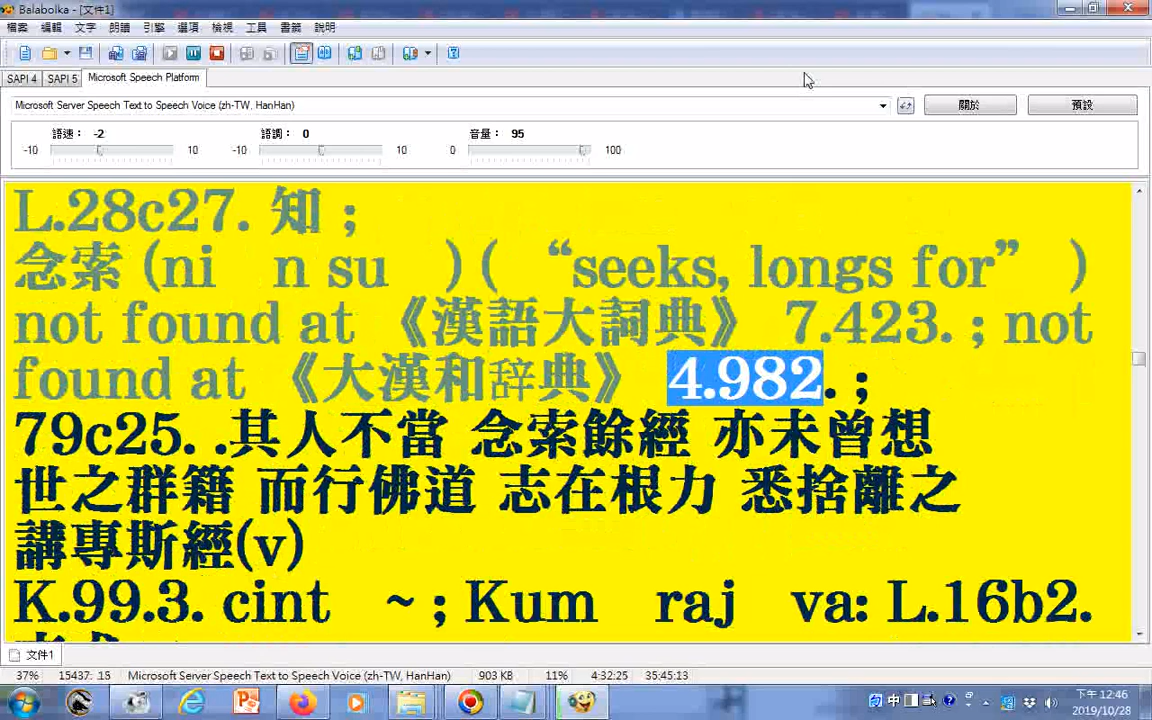 Balabolka - [文件1]
檔案 編輯 文字 朗讀 引擎 選項 檢視 工具 書籤 說明
SAPI 4 SAPI 5 Microsoft Speech Platform
Microsoft Server Speech Text to Speech Voice (zh-TW, HanHan) 關於 預設
語速： -2 語調： 0 音量： 95
-10 10 -10 10 0 100
L.28c27. 知 ;
念索 (ni n su )( “seeks, longs for” )
not found at 《漢語大詞典》 7.423. ; not
found at 《大漢和辞典》 4.982. ;
79c25. .其人不當 念索餘經 亦未曾想
世之群籍 而行佛道 志在根力 悉捨離之
講專斯經(v)
K.99.3. cint ~ ; Kum raj va: L.16b2.
文件1
37% 15437: 15 Microsoft Server Speech Text to Speech Voice (zh-TW, HanHan) 903 KB 11% 4:32:25 35:45:13
中 下午 12:46
2019/10/28